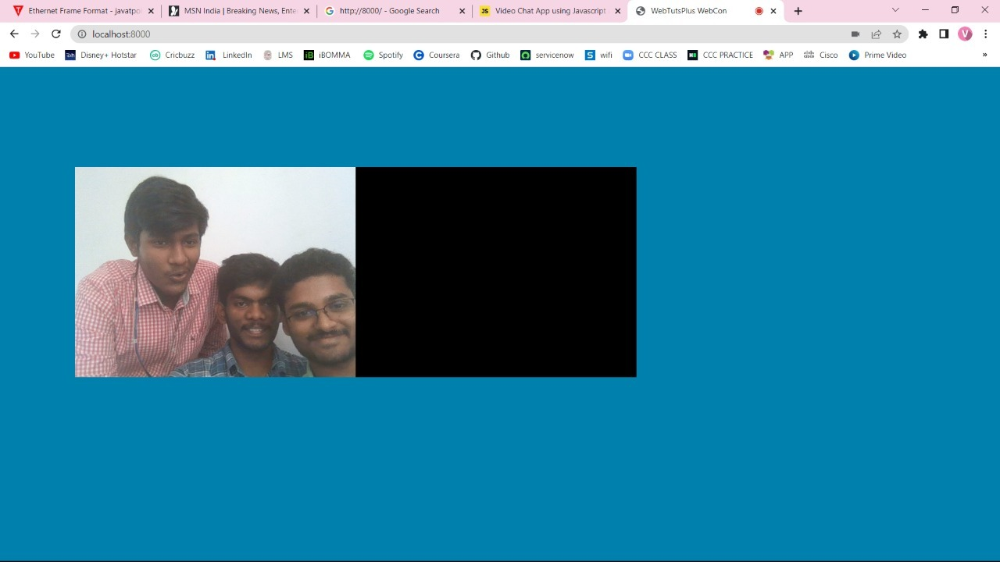 Ethernet Frame Format - javatpo
MSN India | Breaking News, Ente
http://8000/ - Google Search
JS Video Chat App using Javascript
WebTutsPlus WebCon
localhost:8000
V
YouTube Disney+ Hotstar Cricbuzz LinkedIn LMS iB iBOMMA Spotify Coursera Github servicenow S wifi CCC CLASS CCC PRACTICE APP Cisco Prime Video »